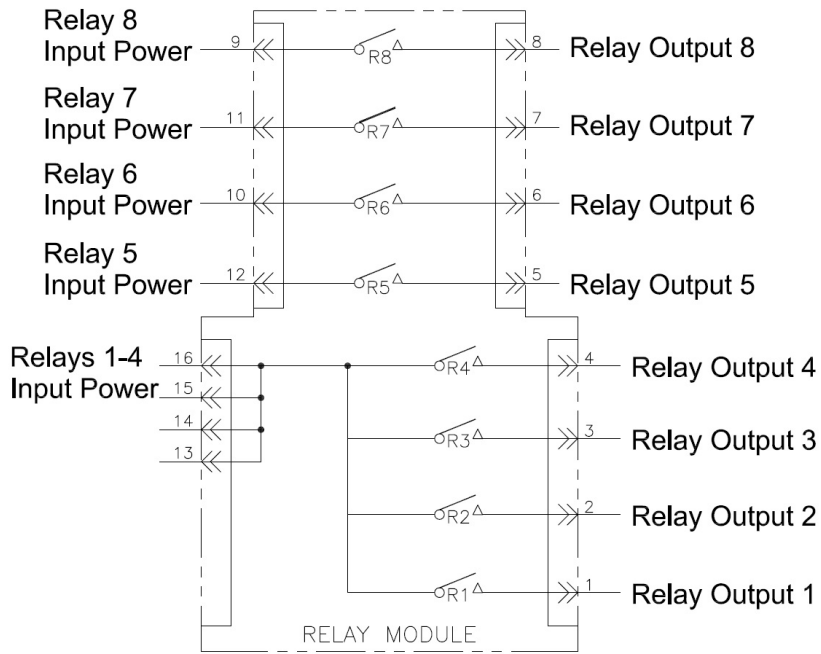 Relay 8
Input Power
9
R8
8
Relay Output 8
Relay 7
Input Power
11
R7
7
Relay Output 7
Relay 6
Input Power
10
R6
6
Relay Output 6
Relay 5
Input Power
12
R5
5
Relay Output 5
Relays 1-4
Input Power
16
15
14
13
R4
4
Relay Output 4
R3
3
Relay Output 3
R2
2
Relay Output 2
R1
1
Relay Output 1
RELAY MODULE